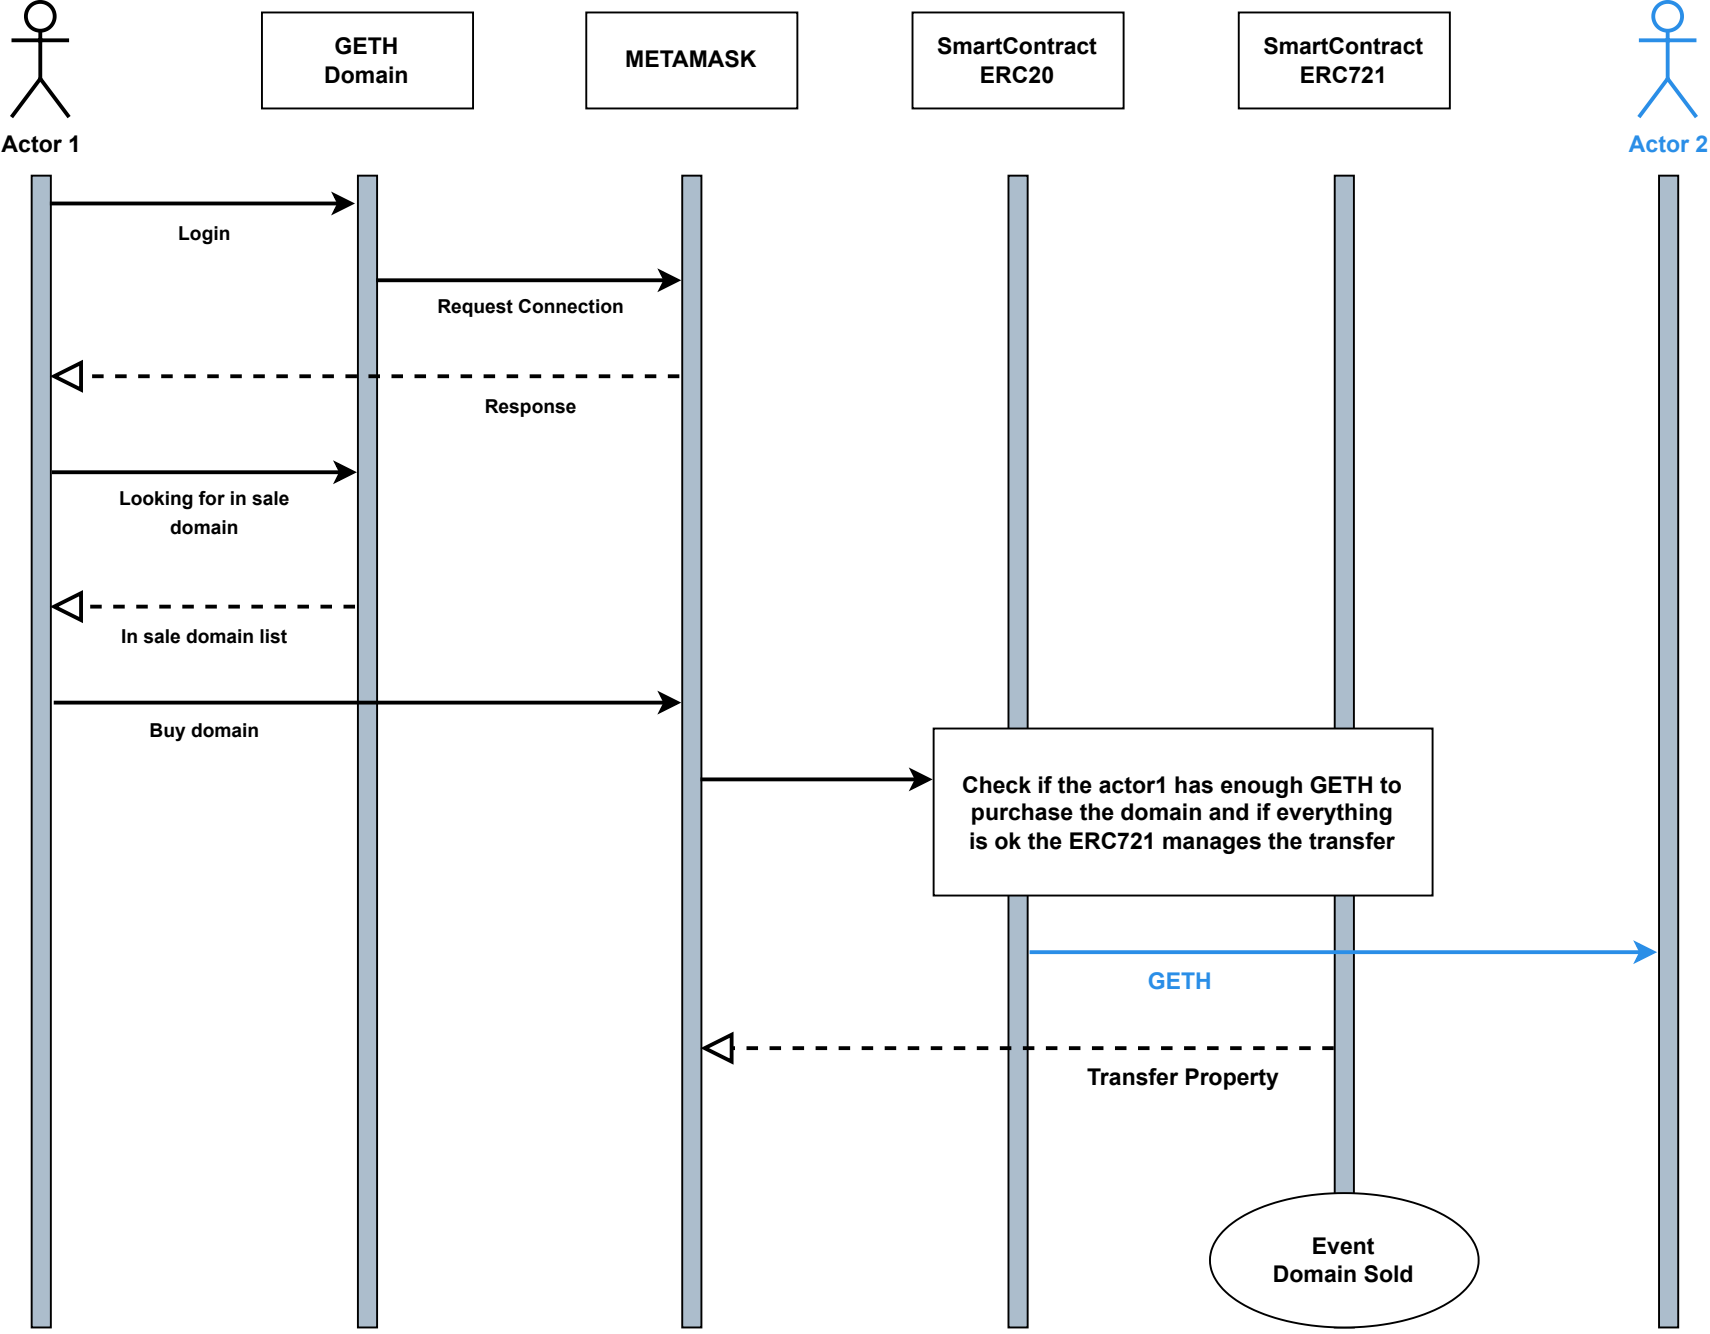 GETH
Domain
METAMASK
SmartContract
ERC20
SmartContract
ERC721
Actor 1
Actor 2
Login
Request Connection
Response
Looking for in sale
domain
In sale domain list
Buy domain
Check if the actor1 has enough GETH to
purchase the domain and if everything
is ok the ERC721 manages the transfer
GETH
Transfer Property
Event
Domain Sold